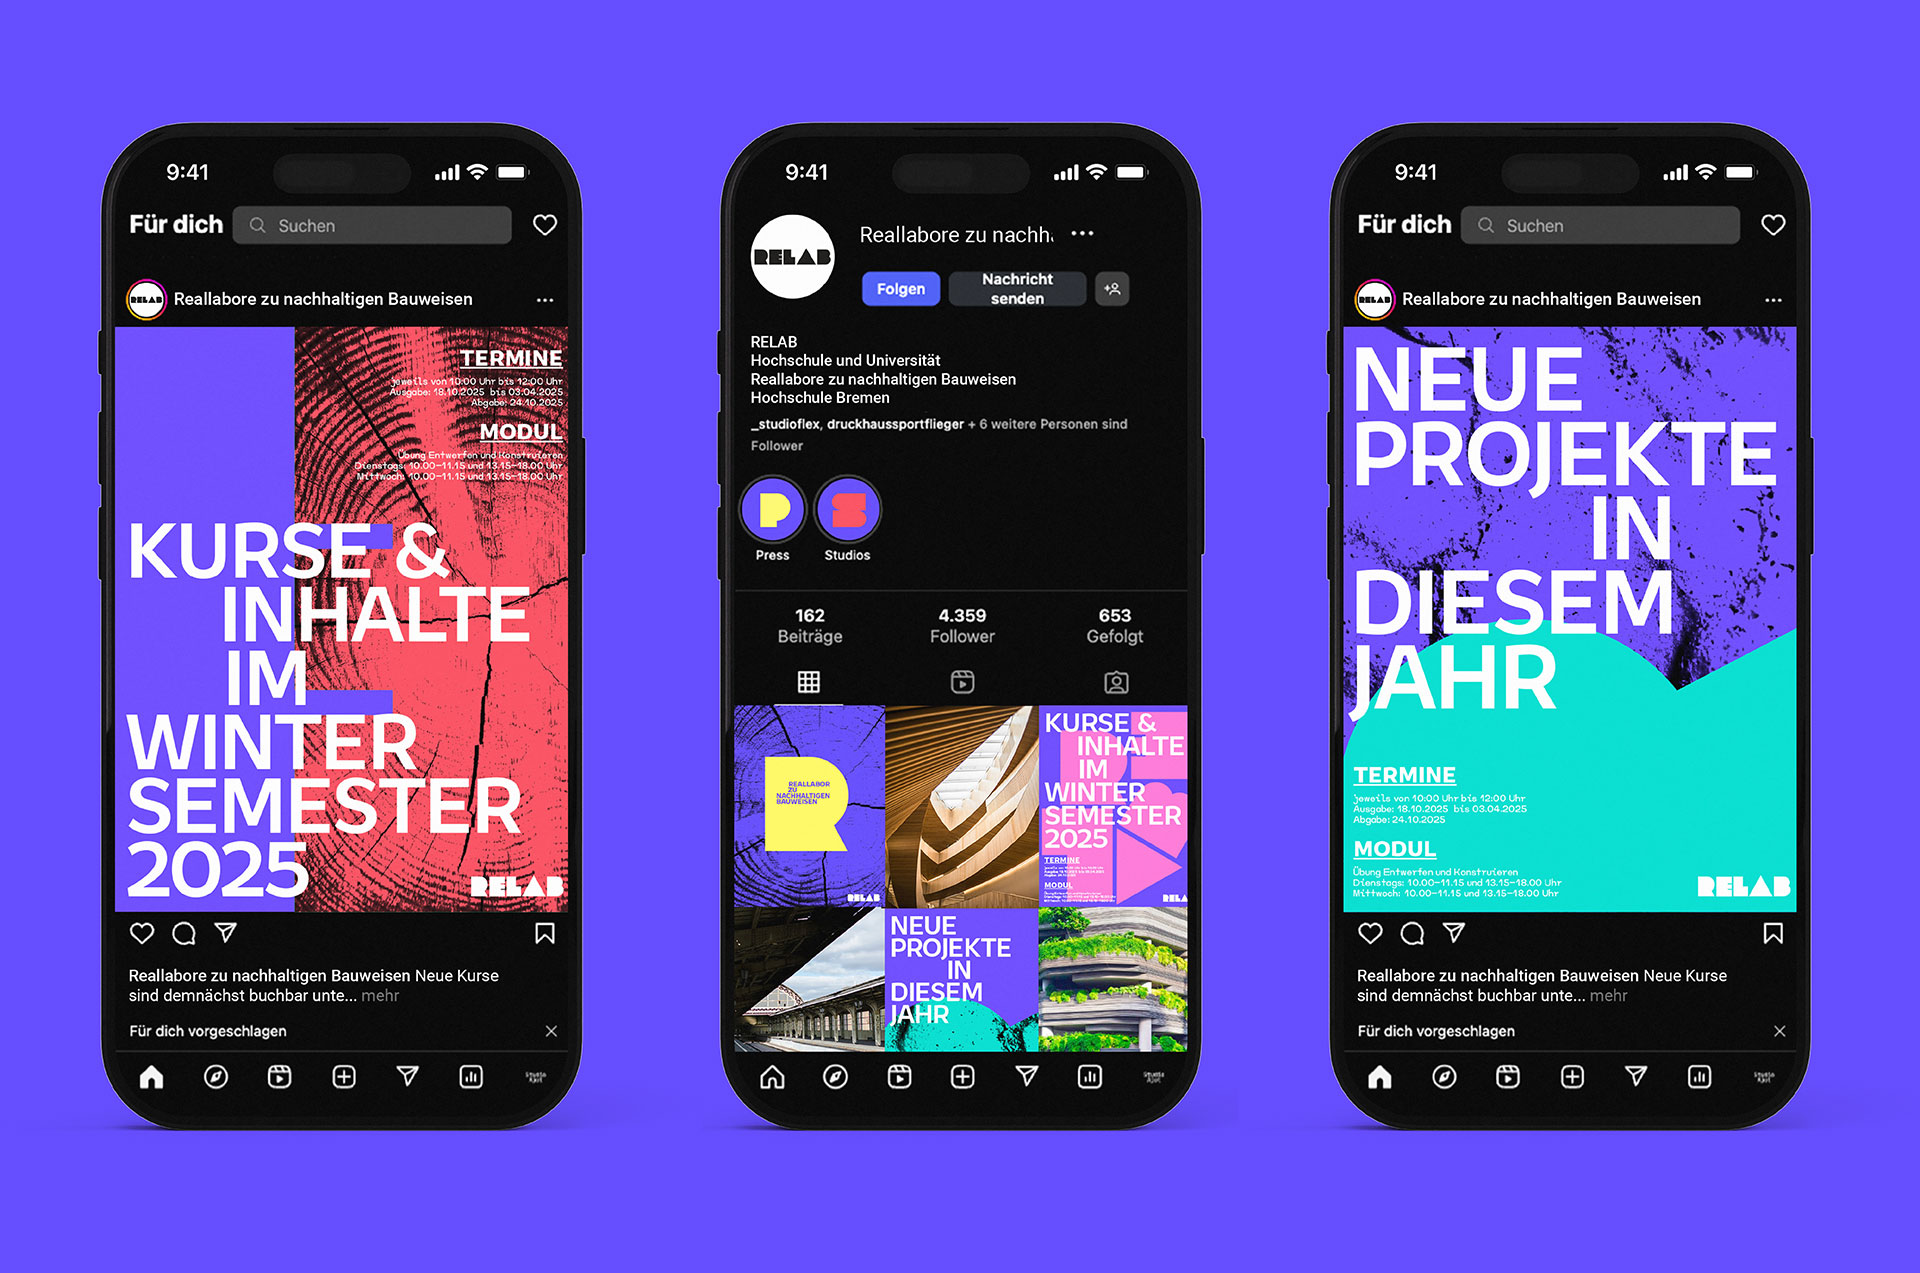 9:41
Für dich
Suchen
RELAB
Reallabore zu nachhaltigen Bauweisen
TERMINE
jeweils von 10:00 Uhr bis 12:00 Uhr
Ausgabe: 18.10.2025 bis 03.04.2025
Abgabe: 24.10.2025
MODUL
Übung Entwerfen und Konstruieren
Dienstags: 10.00–11.15 und 13.15–18.00 Uhr
Mittwoch: 10.00–11.15 und 13.15–18.00 Uhr
KURSE &
INHALTE
IM
WINTER
SEMESTER
2025
RELAB
Reallabore zu nachhaltigen Bauweisen Neue Kurse
sind demnächst buchbar unte... mehr
Für dich vorgeschlagen
9:41
RELAB
Reallabore zu nachh
Folgen
Nachricht
senden
RELAB
Hochschule und Universität
Reallabore zu nachhaltigen Bauweisen
Hochschule Bremen
_studioflex, druckhaussportflieger + 6 weitere Personen sind
Follower
P
S
Press
Studios
162
Beiträge
4.359
Follower
653
Gefolgt
R
REALLABOR
ZU
NACHHALTIGEN
BAUWEISEN
RELAB
KURSE &
INHALTE
IM
WINTER
SEMESTER
2025
TERMINE
MODUL
RELA
NEUE
PROJEKTE
IN
DIESEM
JAHR
9:41
Für dich
Suchen
RELAB
Reallabore zu nachhaltigen Bauweisen
NEUE
PROJEKTE
IN
DIESEM
JAHR
TERMINE
jeweils von 10:00 Uhr bis 12:00 Uhr
Ausgabe: 18.10.2025 bis 03.04.2025
Abgabe: 24.10.2025
MODUL
Übung Entwerfen und Konstruieren
Dienstags: 10.00–11.15 und 13.15–18.00 Uhr
Mittwoch: 10.00–11.15 und 13.15–18.00 Uhr
RELAB
Reallabore zu nachhaltigen Bauweisen Neue Kurse
sind demnächst buchbar unte... mehr
Für dich vorgeschlagen